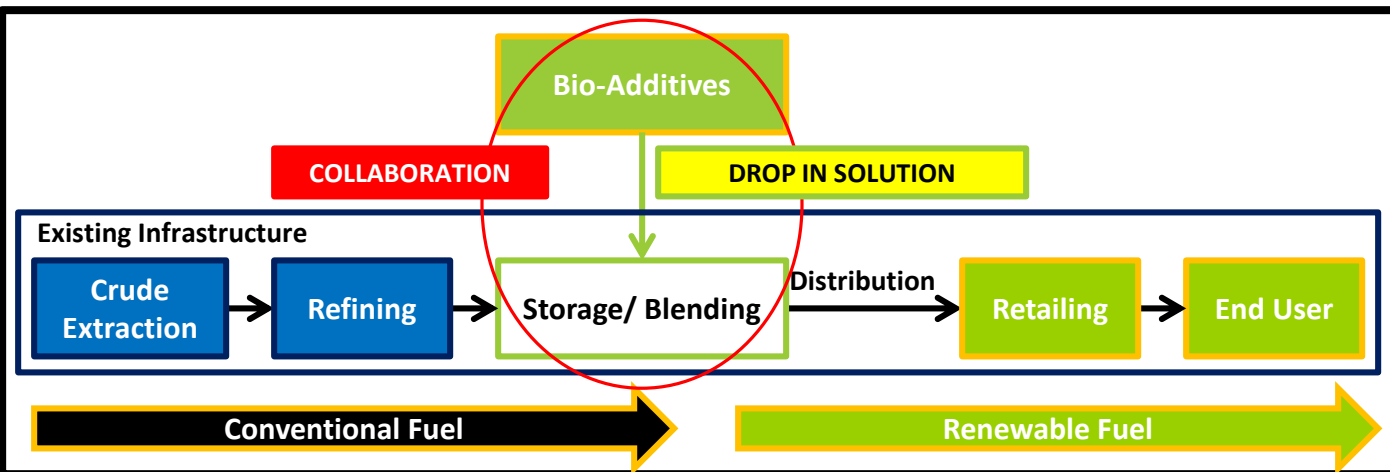 Bio-Additives
COLLABORATION
DROP IN SOLUTION
Existing Infrastructure
Crude
Extraction
Refining
Storage/ Blending
Distribution
Retailing
End User
Conventional Fuel
Renewable Fuel